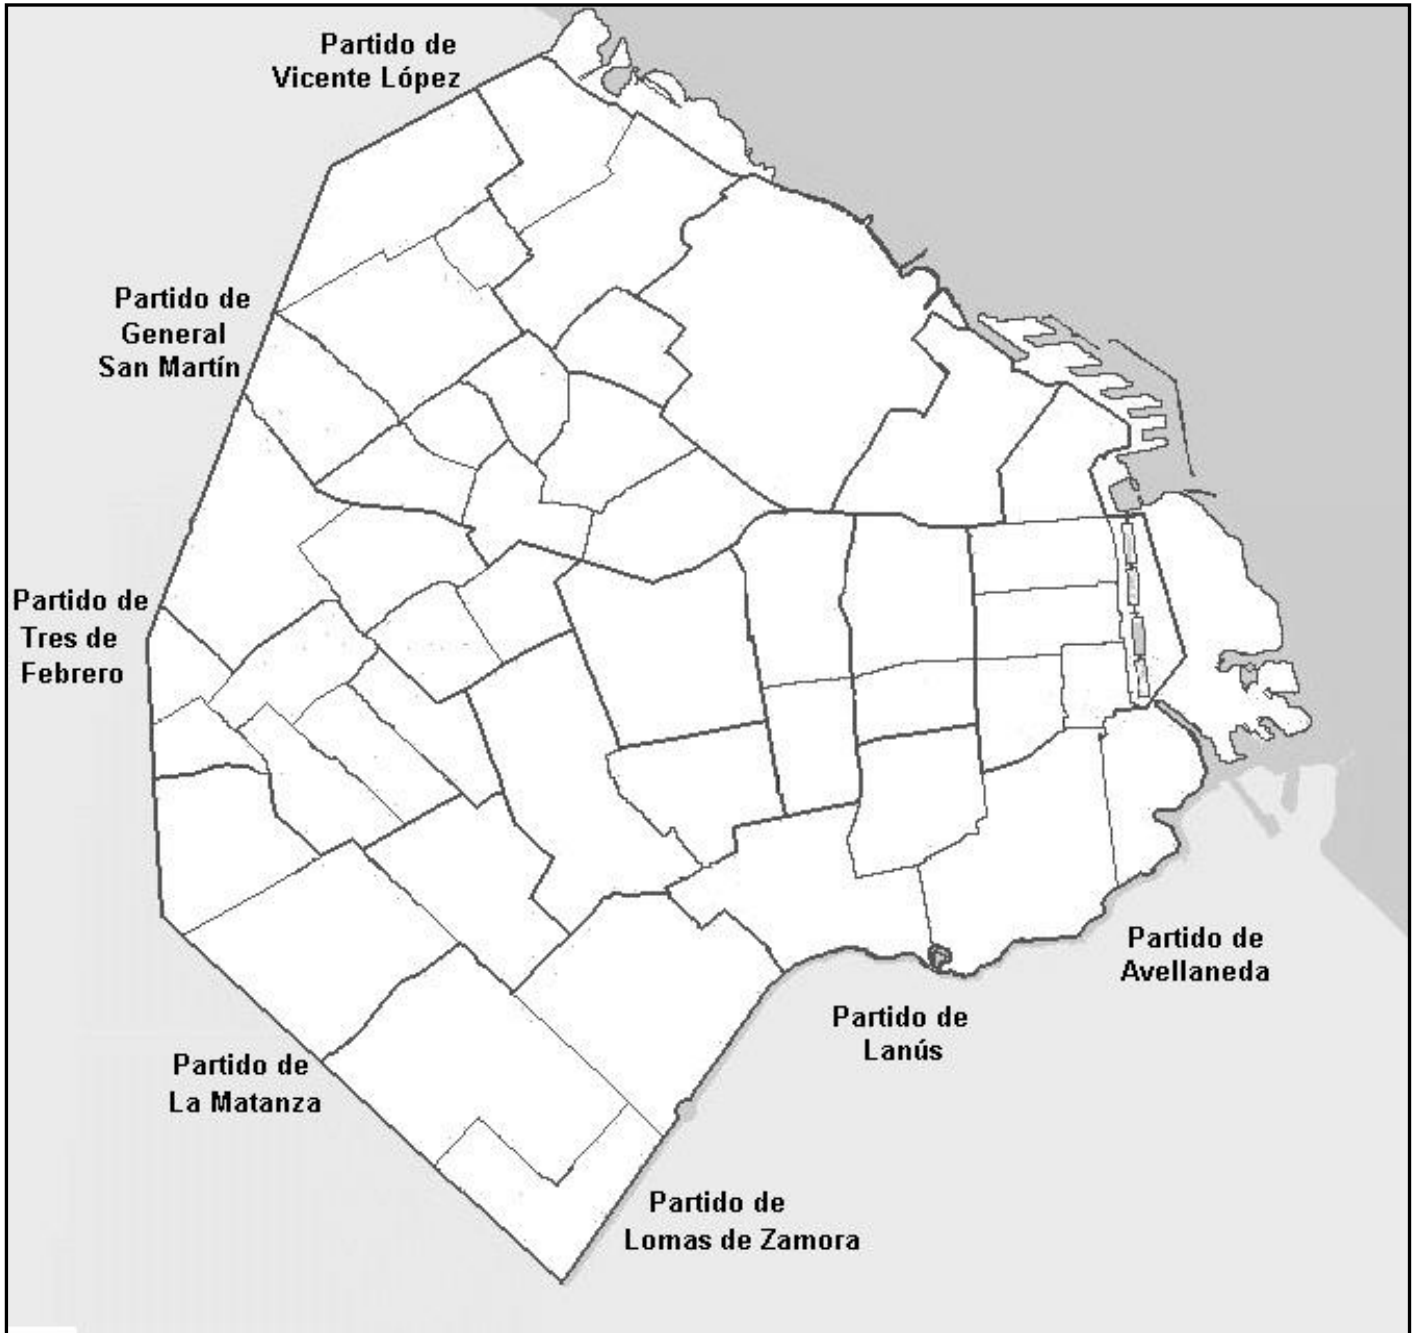 Partido de
Vicente López
Partido de
General
San Martín
Partido de
Tres de
Febrero
Partido de
Avellaneda
Partido de
Lanús
Partido de
La Matanza
Partido de
Lomas de Zamora